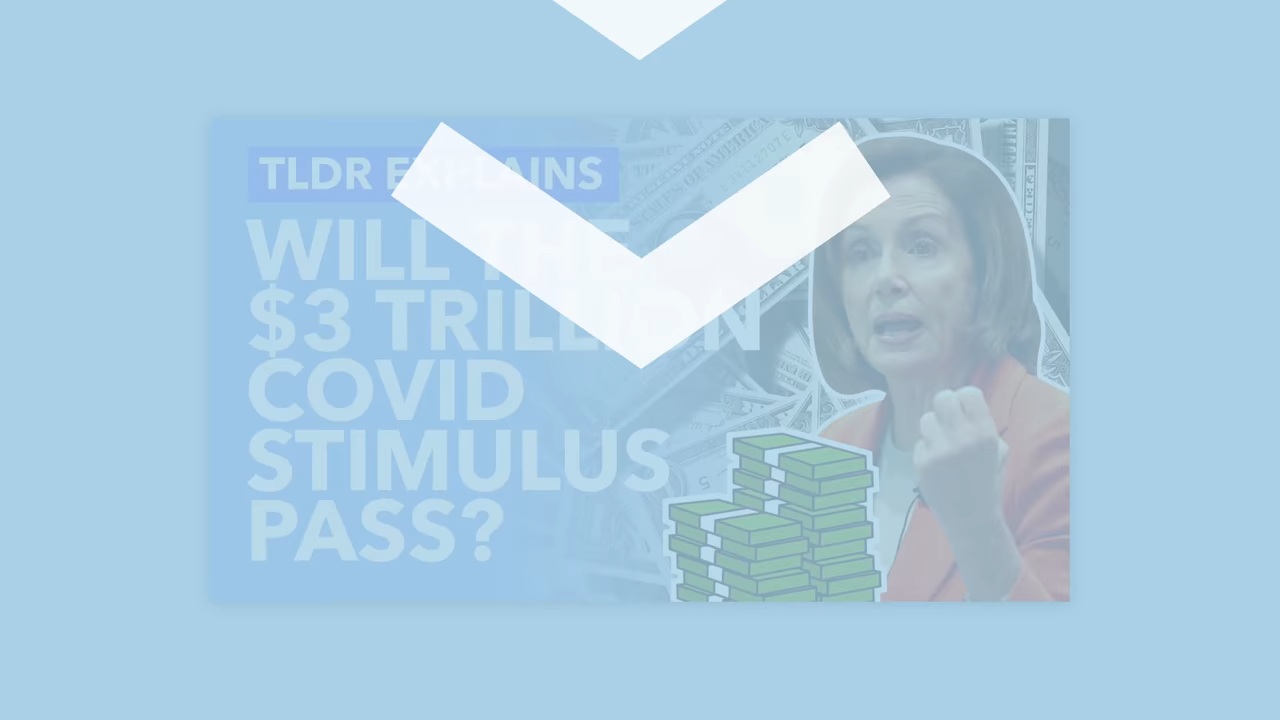 TLDR EXPLAINS
WILL THE
$3 TRILLION
COVID
STIMULUS
PASS?